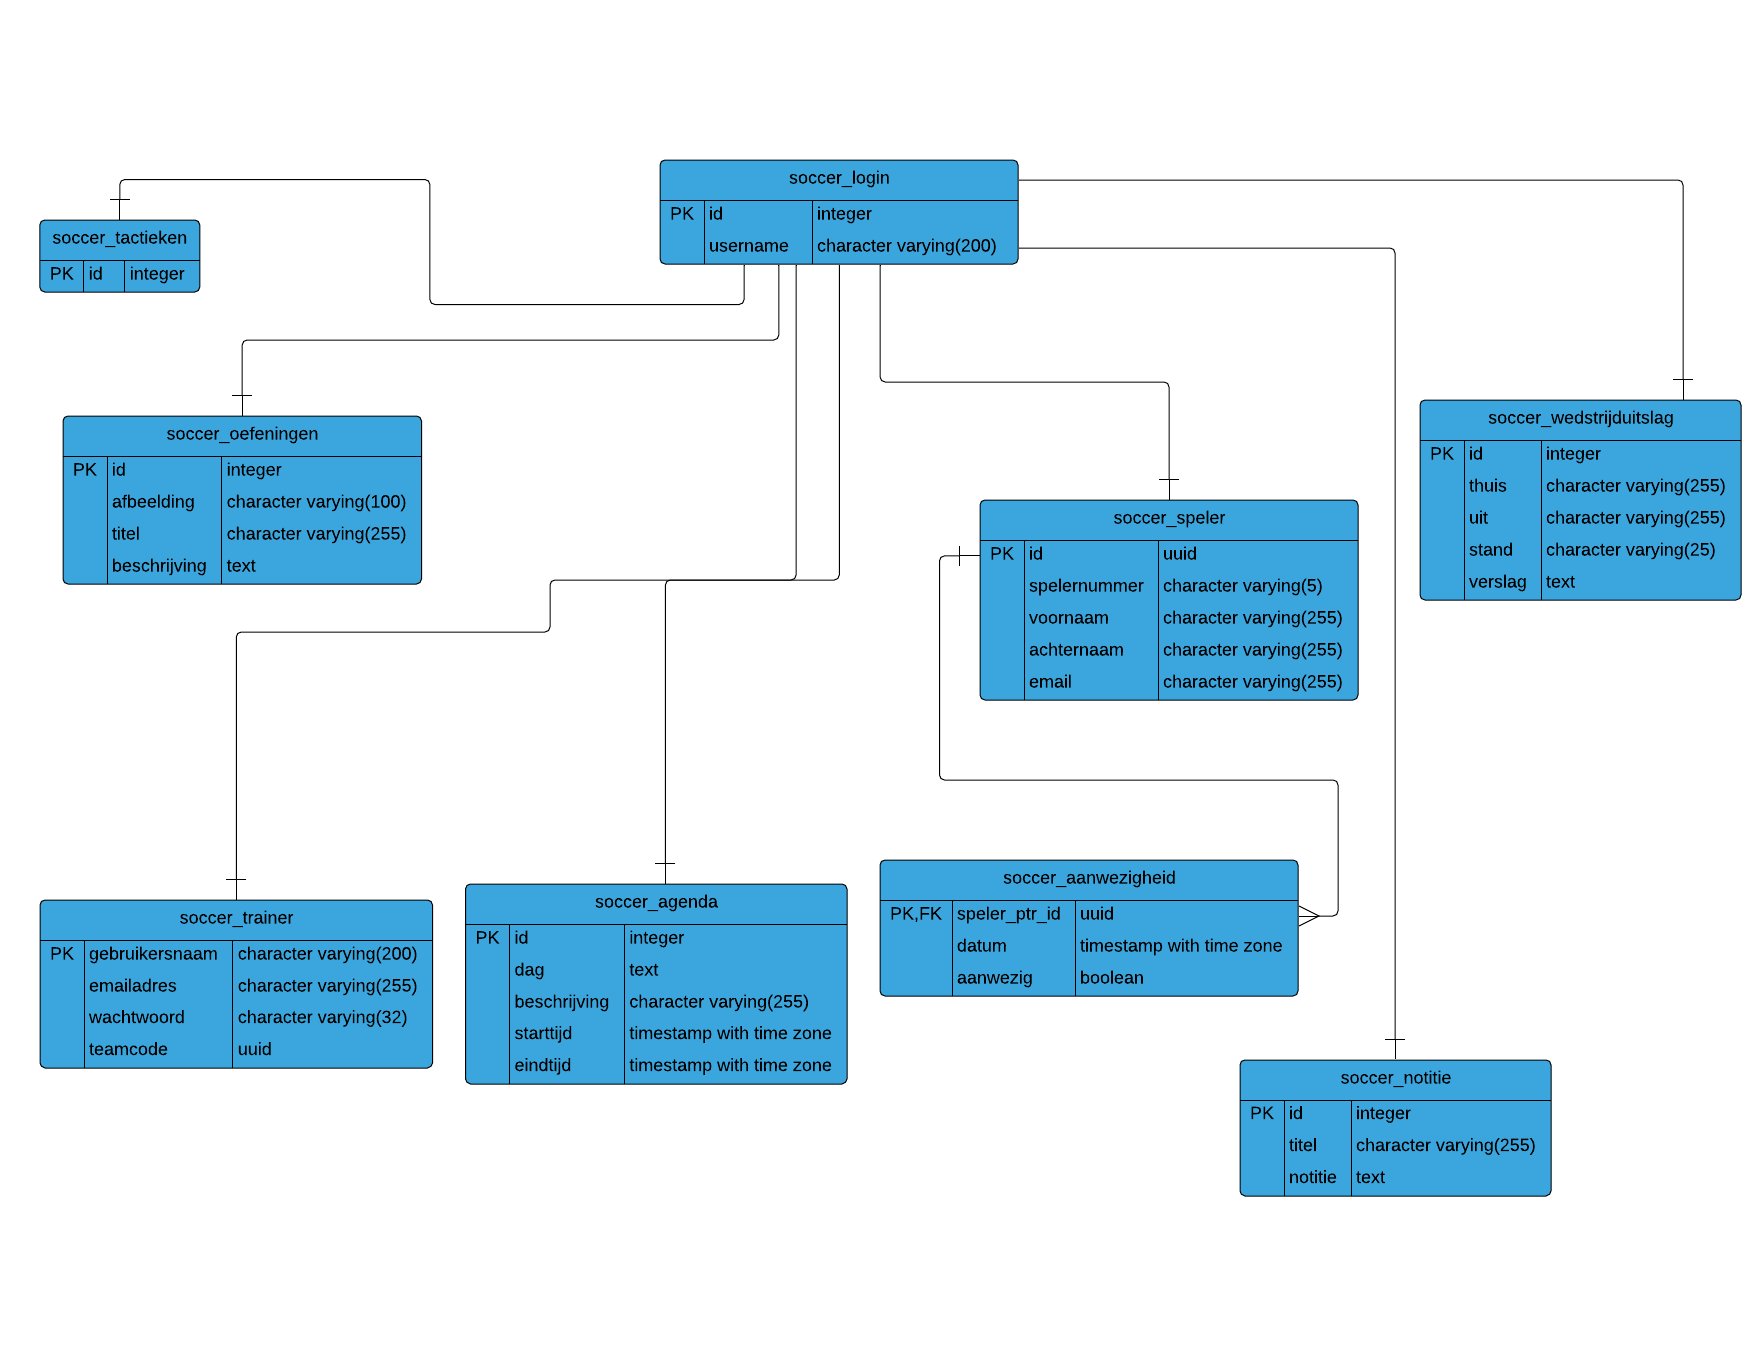 soccer_login
PK id integer
username character varying(200)
soccer_tactieken
PK id integer
soccer_oefeningen
PK id integer
afbeelding character varying(100)
titel character varying(255)
beschrijving text
soccer_wedstrijduitslag
PK id integer
thuis character varying(255)
uit character varying(255)
stand character varying(25)
verslag text
soccer_speler
PK id uuid
spelernummer character varying(5)
voornaam character varying(255)
achternaam character varying(255)
email character varying(255)
soccer_trainer
PK gebruikersnaam character varying(200)
emailadres character varying(255)
wachtwoord character varying(32)
teamcode uuid
soccer_agenda
PK id integer
dag text
beschrijving character varying(255)
starttijd timestamp with time zone
eindtijd timestamp with time zone
soccer_aanwezigheid
PK,FK speler_ptr_id uuid
datum timestamp with time zone
aanwezig boolean
soccer_notitie
PK id integer
titel character varying(255)
notitie text